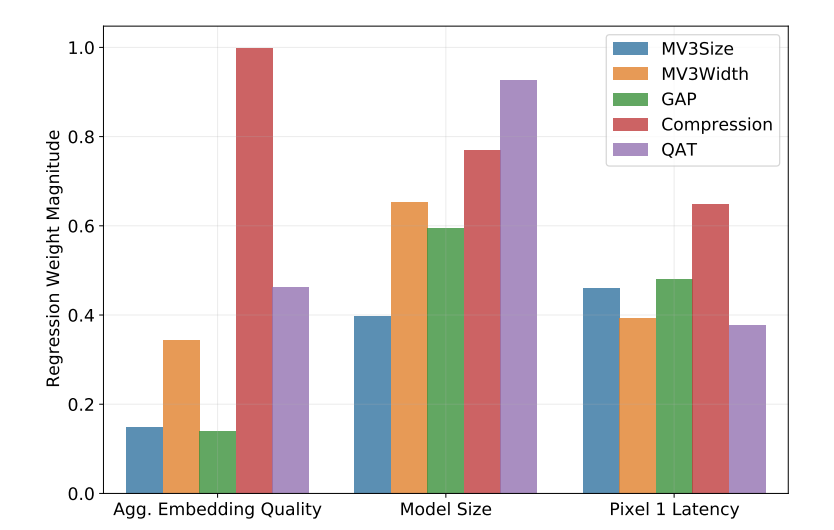 Regression Weight Magnitude
1.0
0.8
0.6
0.4
0.2
0.0
MV3Size
MV3Width
GAP
Compression
QAT
Agg. Embedding Quality
Model Size
Pixel 1 Latency